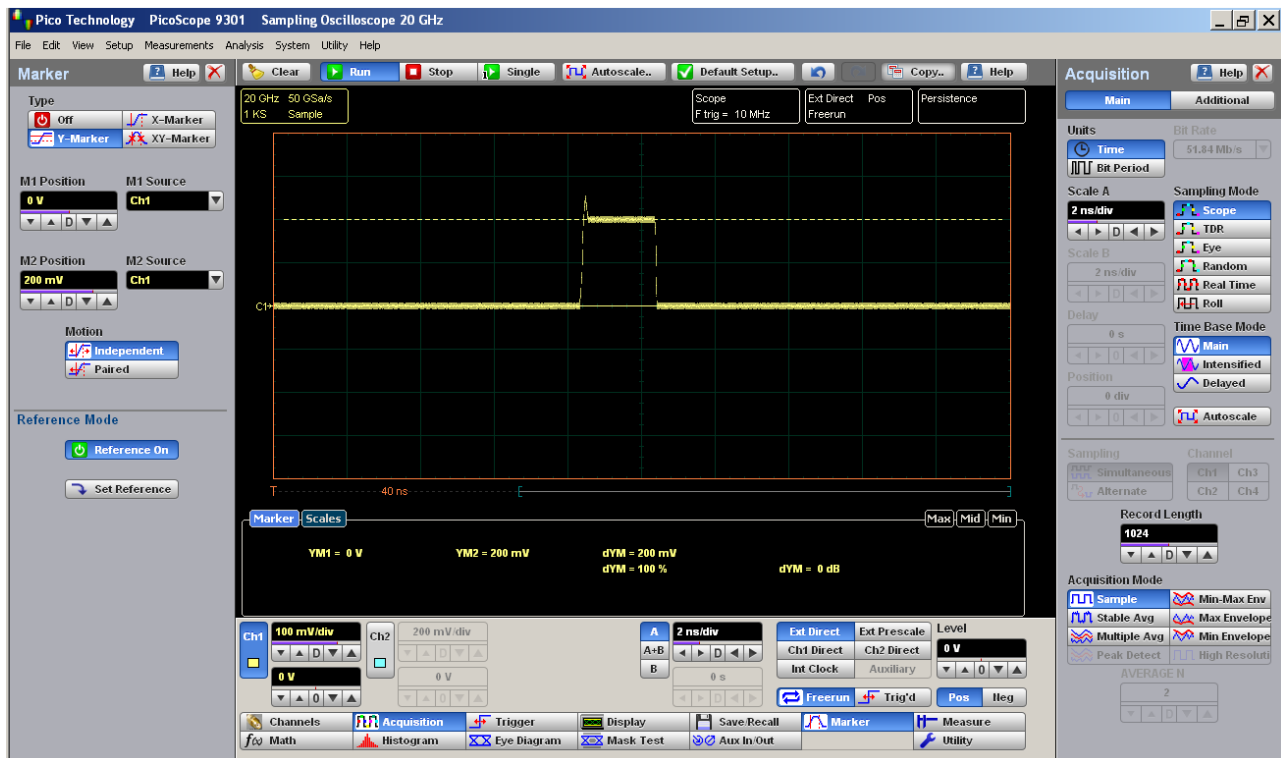 Pico Technology PicoScope 9301 Sampling Oscilloscope 20 GHz
File Edit View Setup Measurements Analysis System Utility Help
Marker Help
Clear Run Stop Single Autoscale.. Default Setup.. Copy.. Help
Acquisition Help
Main Additional
Type
Off X-Marker
Y-Marker XY-Marker
M1 Position M1 Source
0 V Ch1
D
M2 Position M2 Source
200 mV Ch1
D
Motion
Independent
Paired
Reference Mode
Reference On
Set Reference
20 GHz 50 GSa/s
1 KS Sample
Scope
F trig = 10 MHz
Ext Direct Pos
Freerun
Persistence
C1
T 40 ns
Marker Scales Max Mid Min
YM1 = 0 V YM2 = 200 mV dYM = 200 mV
dYM = 100 % dYM = 0 dB
Ch1 100 mV/div Ch2 200 mV/div
D D
0 V 0 V
0 0
A 2 ns/div
A+B D
B 0 s
0
Ext Direct Ext Prescale Level
Ch1 Direct Ch2 Direct 0 V
Int Clock Auxiliary 0
Freerun Trig'd Pos Neg
Channels Acquisition Trigger Display Save/Recall Marker Measure
f(x) Math Histogram Eye Diagram Mask Test Aux In/Out Utility
Units Bit Rate
Time 51.84 Mb/s
Bit Period
Scale A Sampling Mode
2 ns/div Scope
D TDR
Scale B Eye
2 ns/div Random
D Real Time
Roll
Delay
0 s Time Base Mode
0 Main
Position Intensified
0 div Delayed
0 Autoscale
Sampling Channel
Simultaneous Ch1 Ch3
Alternate Ch2 Ch4
Record Length
1024
D
Acquisition Mode
Sample Min-Max Env
Stable Avg Max Envelope
Multiple Avg Min Envelope
Peak Detect High Resoluti
AVERAGE N
2
D